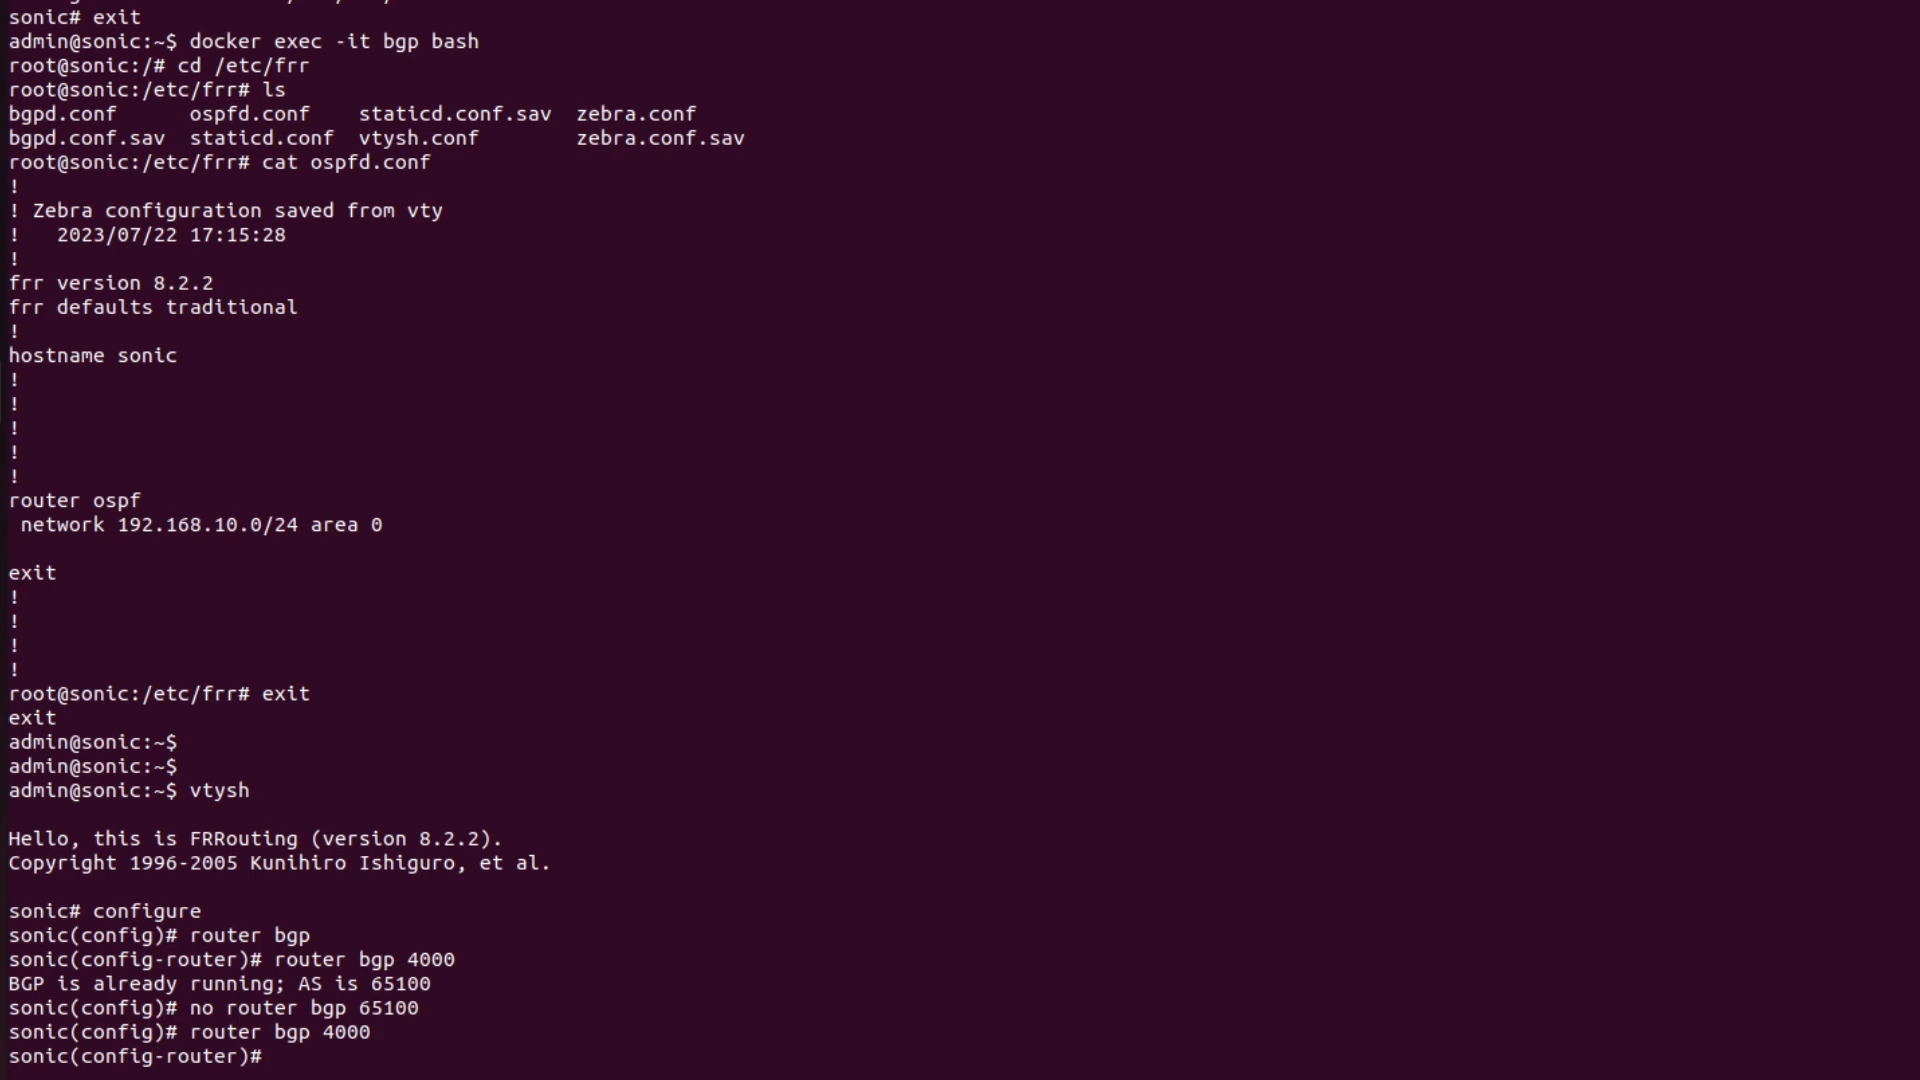 sonic# exit
admin@sonic:~$ docker exec -it bgp bash
root@sonic:/# cd /etc/frr
root@sonic:/etc/frr# ls
bgpd.conf      ospfd.conf    staticd.conf.sav  zebra.conf
bgpd.conf.sav  staticd.conf  vtysh.conf        zebra.conf.sav
root@sonic:/etc/frr# cat ospfd.conf
!
! Zebra configuration saved from vty
!   2023/07/22 17:15:28
!
frr version 8.2.2
frr defaults traditional
!
hostname sonic
!
!
!
!
!
router ospf
 network 192.168.10.0/24 area 0

exit
!
!
!
!
root@sonic:/etc/frr# exit
exit
admin@sonic:~$
admin@sonic:~$
admin@sonic:~$ vtysh

Hello, this is FRRouting (version 8.2.2).
Copyright 1996-2005 Kunihiro Ishiguro, et al.

sonic# configure
sonic(config)# router bgp
sonic(config-router)# router bgp 4000
BGP is already running; AS is 65100
sonic(config)# no router bgp 65100
sonic(config)# router bgp 4000
sonic(config-router)#